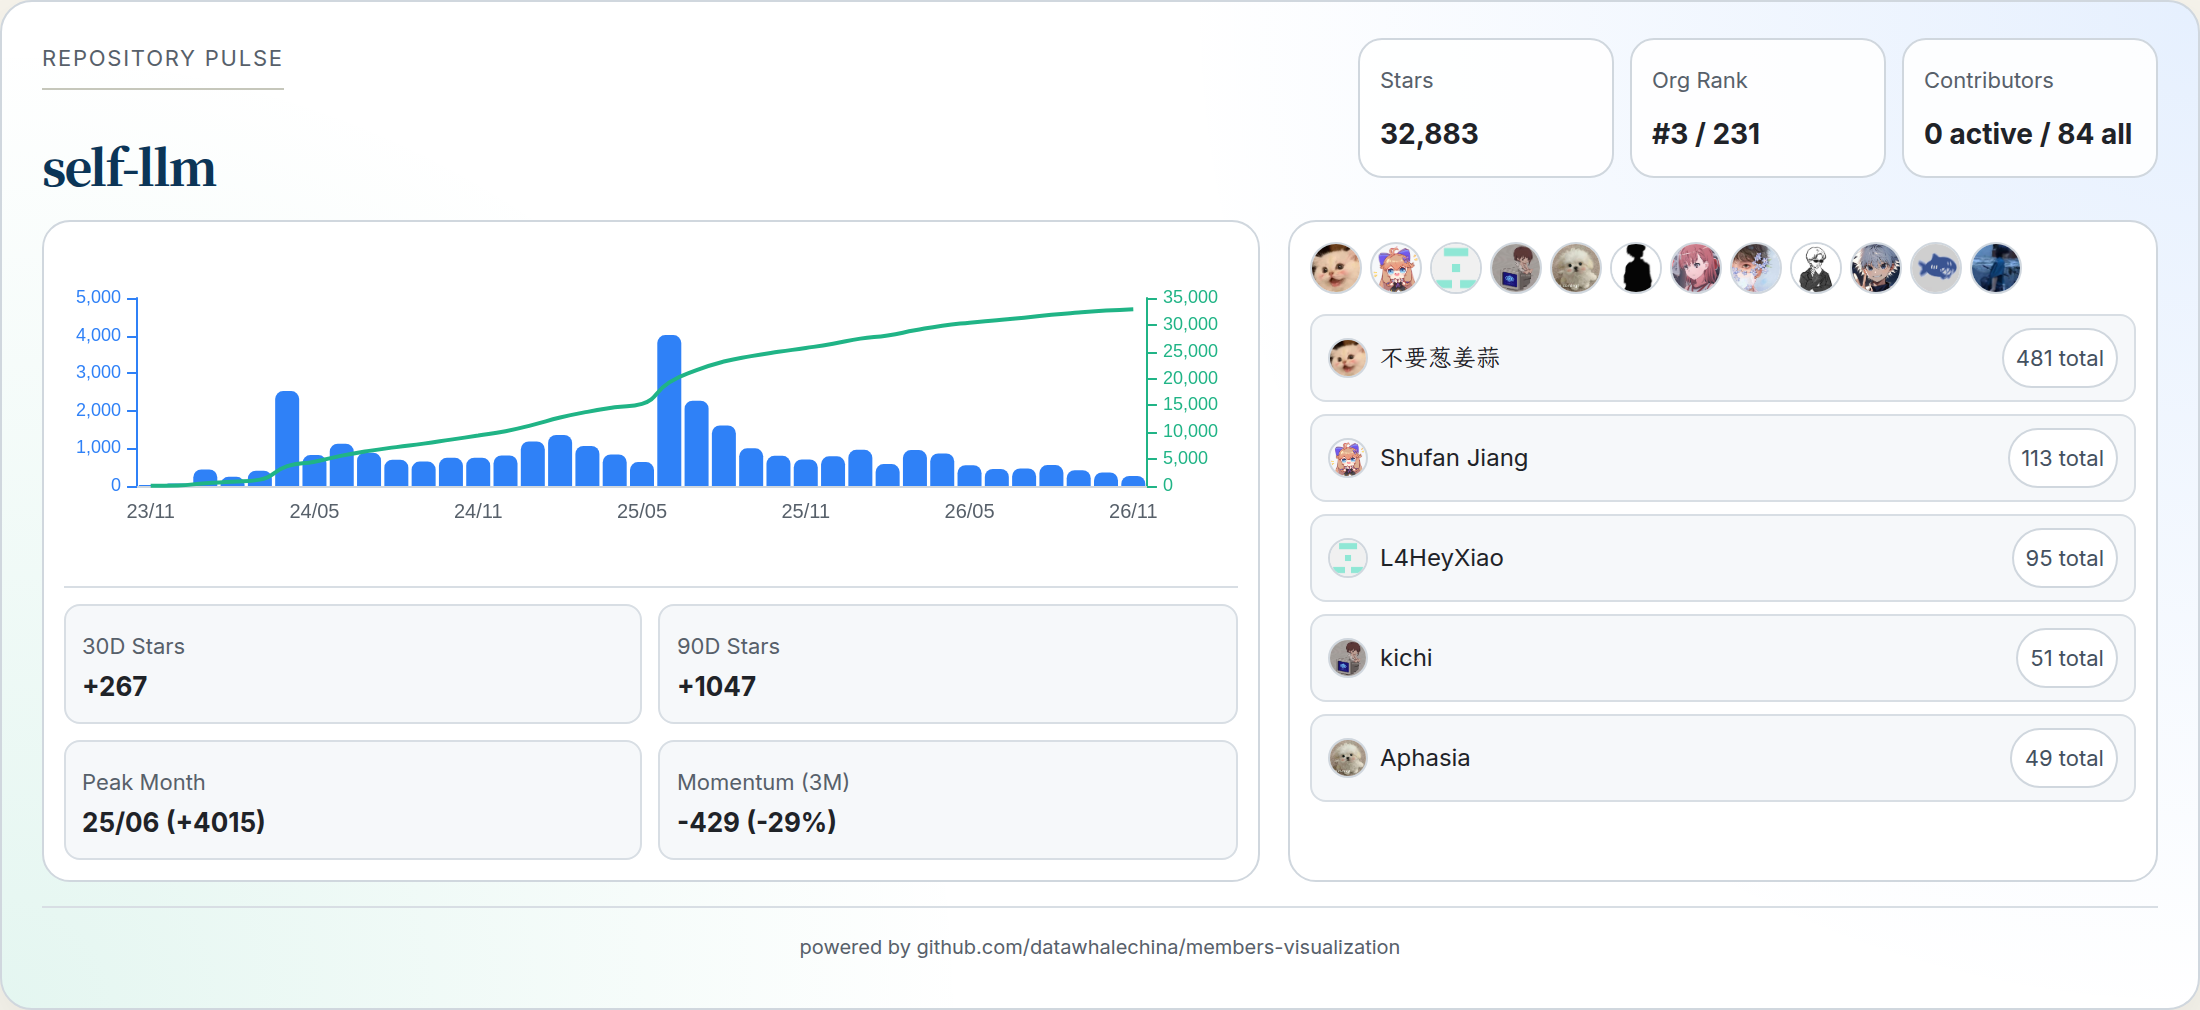 REPOSITORY PULSE
self-llm
Stars
32,883
Org Rank
#3 / 231
Contributors
0 active / 84 all
5,000
4,000
3,000
2,000
1,000
0
35,000
30,000
25,000
20,000
15,000
10,000
5,000
0
23/11
24/05
24/11
25/05
25/11
26/05
26/11
30D Stars
+267
90D Stars
+1047
Peak Month
25/06 (+4015)
Momentum (3M)
-429 (-29%)
不要葱姜蒜
481 total
Shufan Jiang
113 total
L4HeyXiao
95 total
kichi
51 total
Aphasia
49 total
powered by github.com/datawhalechina/members-visualization